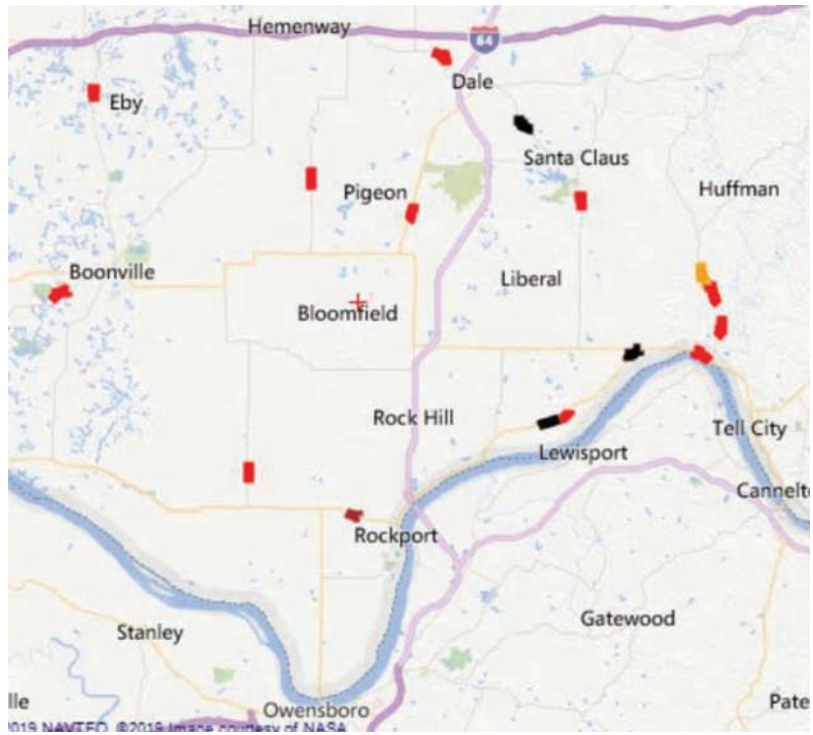 Hemenway
64
Dale
Eby
Santa Claus
Pigeon
Huffman
Boonville
Liberal
Bloomfield
Rock Hill
Tell City
Lewisport
Cannelto
Rockport
Gatewood
Stanley
lle
Pate
Owensboro
2019 NAVTEQ, ©2019 Image courtesy of NASA